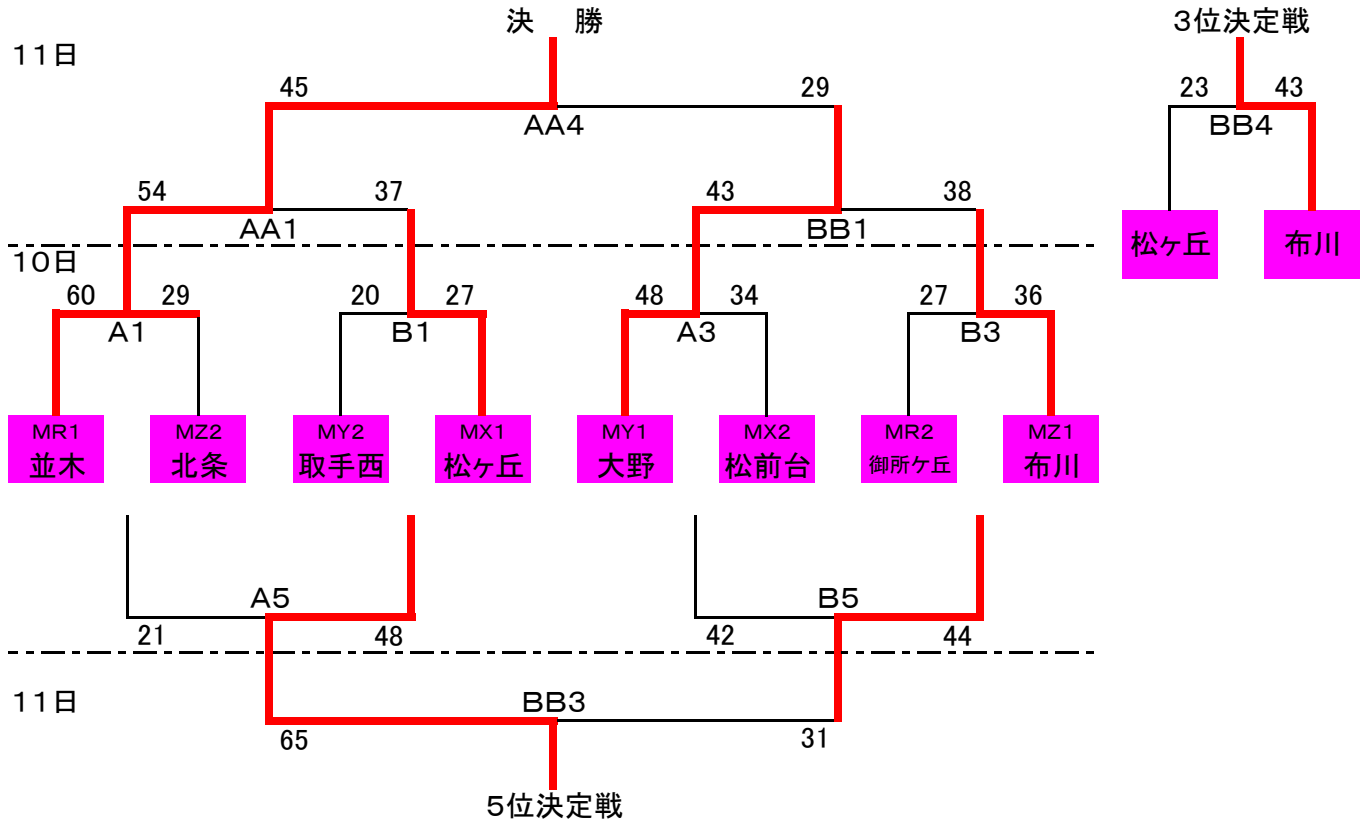 決 勝
3位決定戦
11日
45 29
23 43
AA4
BB4
54 37 43 38
AA1 BB1
松ヶ丘 布川
10日
60 29 20 27 48 34 27 36
A1 B1 A3 B3
MR1 MZ2 MY2 MX1 MY1 MX2 MR2 MZ1
並木 北条 取手西 松ヶ丘 大野 松前台 御所ケ丘 布川
A5 B5
21 48 42 44
11日
BB3
65 31
5位決定戦